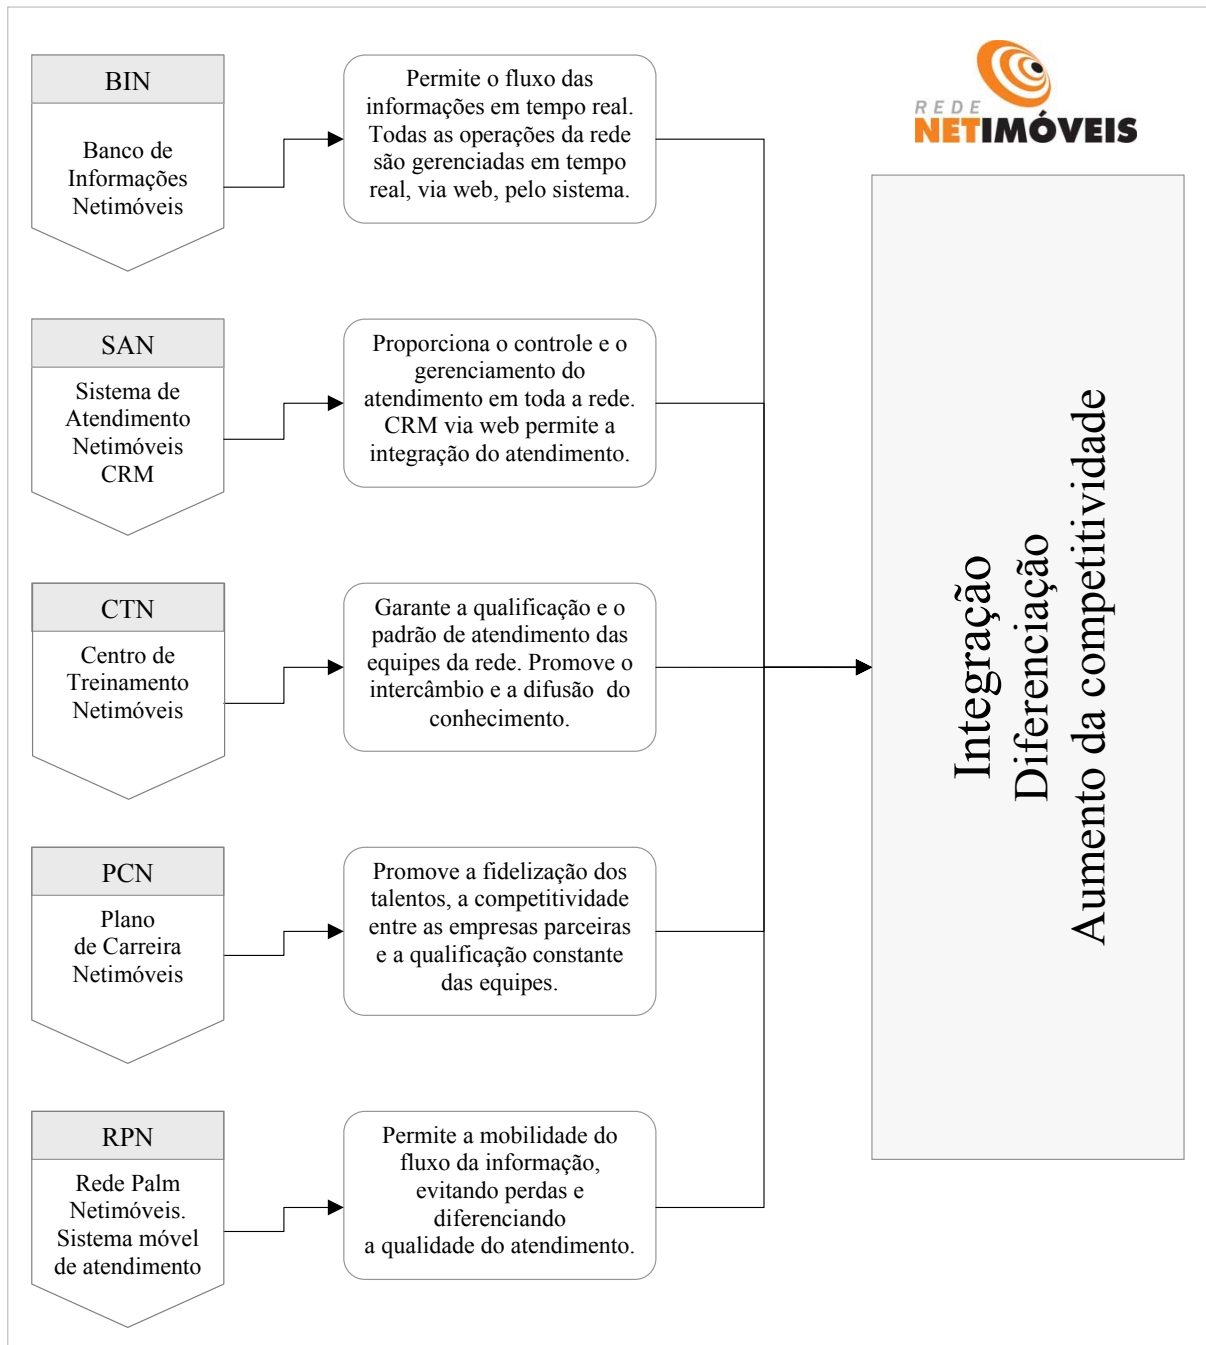 BIN
Banco de
Informações
Netimóveis
Permite o fluxo das
informações em tempo real.
Todas as operações da rede
são gerenciadas em tempo
real, via web, pelo sistema.
REDE
NETIMÓVEIS
SAN
Sistema de
Atendimento
Netimóveis
CRM
Proporciona o controle e o
gerenciamento do
atendimento em toda a rede.
CRM via web permite a
integração do atendimento.
CTN
Centro de
Treinamento
Netimóveis
Garante a qualificação e o
padrão de atendimento das
equipes da rede. Promove o
intercâmbio e a difusão do
conhecimento.
PCN
Plano
de Carreira
Netimóveis
Promove a fidelização dos
talentos, a competitividade
entre as empresas parceiras
e a qualificação constante
das equipes.
RPN
Rede Palm
Netimóveis.
Sistema móvel
de atendimento
Permite a mobilidade do
fluxo da informação,
evitando perdas e
diferenciando
a qualidade do atendimento.
Integração
Diferenciação
Aumento da competitividade